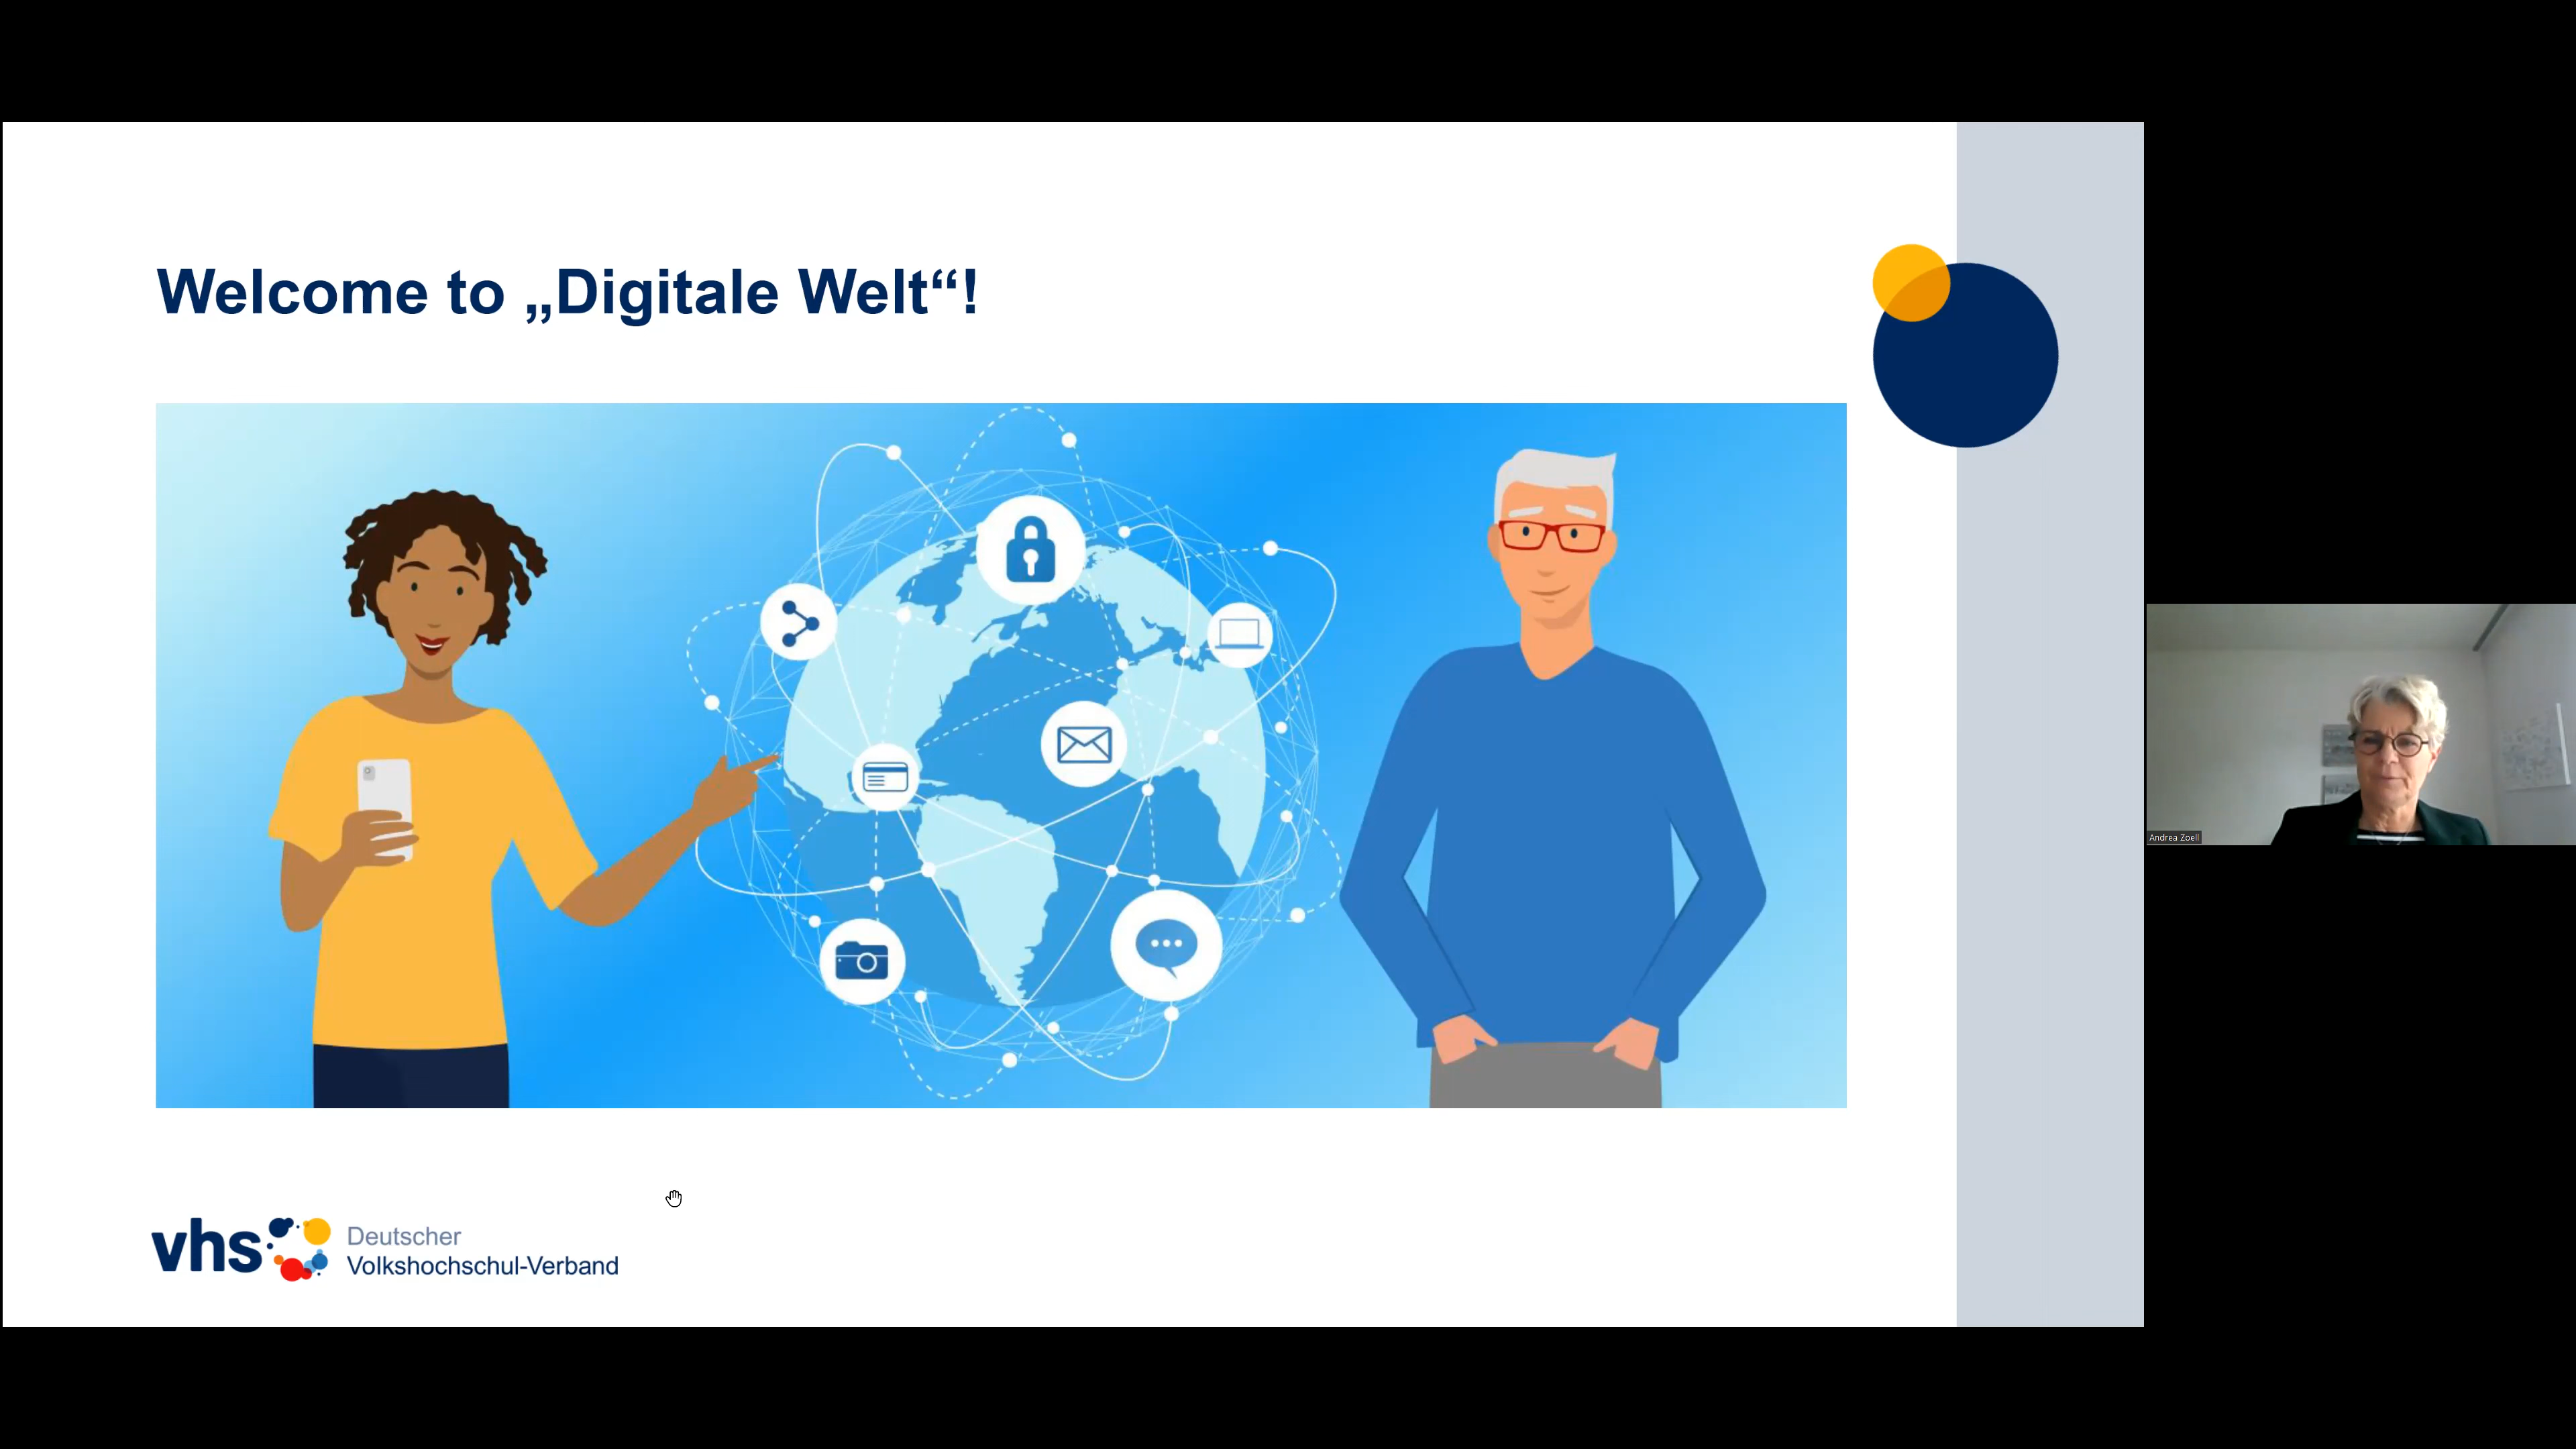 Welcome to „Digitale Welt“!
vhs
Deutscher
Volkshochschul-Verband
Andrea Zoell